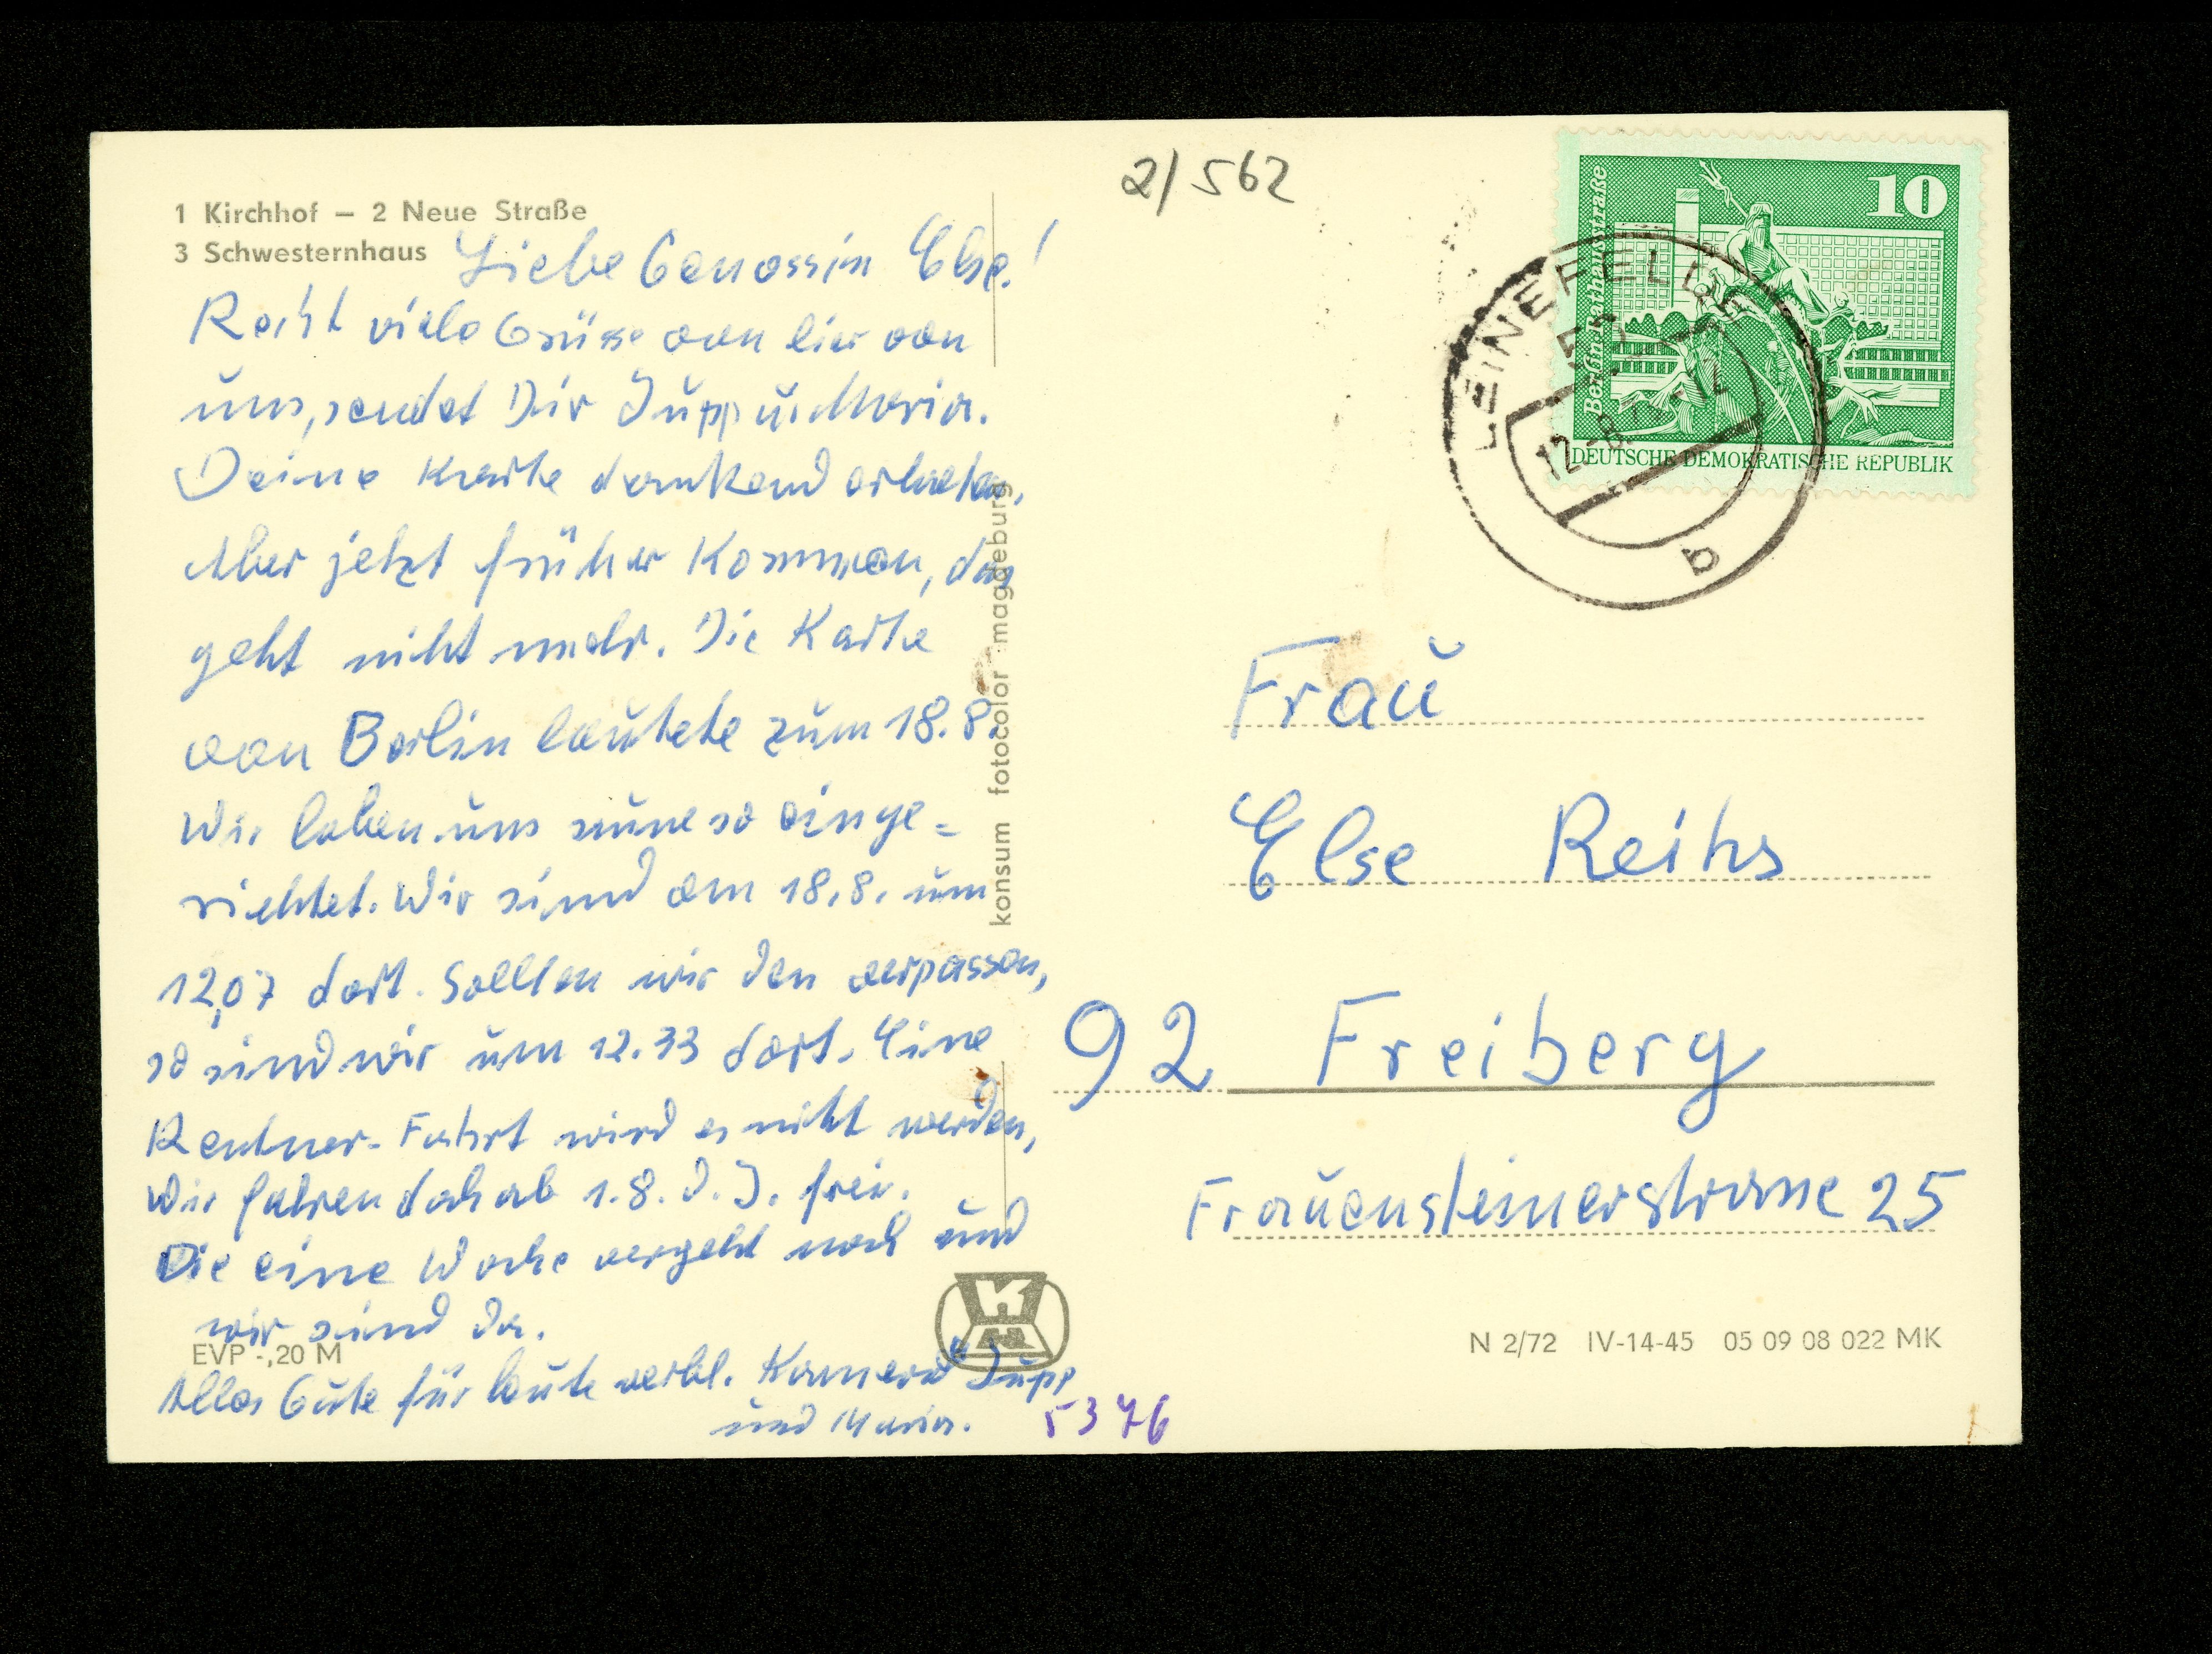 1 Kirchhof – 2 Neue Straße
3 Schwesternhaus
Liebe Genossin Else!
Recht viele Grüsse von hier von
uns, sendet Dir Jupp u. Maria.
Deine Karte dankend erhalten,
Aber jetzt früher Kommen, das
geht nicht mehr. Die Karte
von Berlin lautete zum 18.8.
Wir haben uns so einge=
richtet. Wir sind am 18.8. um
12,07 dort. Sollten wir den verpassen,
so sind wir um 12.33 dort. Eine
Rentner-Fahrt wird es nicht werden,
Wir fahren doch ab 1.8. d. J. frei.
Die eine Woche vergeht noch und
wir sind da.
EVP -,20 M
Alles Gute für heute verbl. Kamerad Jupp
und Maria.
5376
konsum fotocolor magdeburg
2/562
10
Berlin Rathausstraße
DEUTSCHE DEMOKRATISCHE REPUBLIK
LEINEFELDE
12.-8.
b
Frau
Else Reihs
92 Freiberg
Frauensteinerstrasse 25
N 2/72 IV-14-45 05 09 08 022 MK